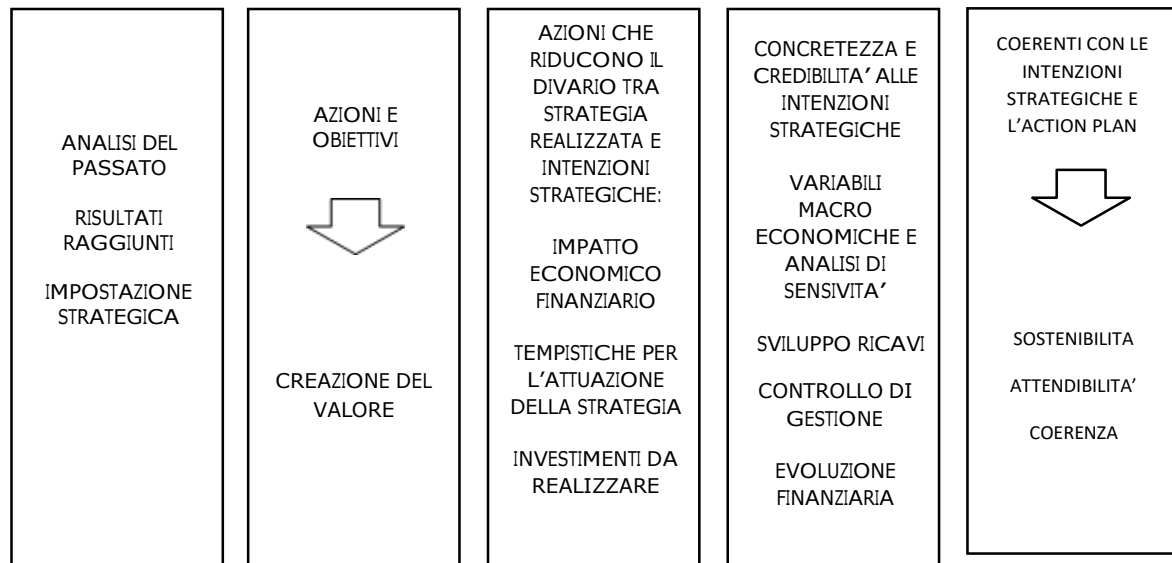 ANALISI DEL
PASSATO
RISULTATI
RAGGIUNTI
IMPOSTAZIONE
STRATEGICA
AZIONI E
OBIETTIVI
CREAZIONE DEL
VALORE
AZIONI CHE
RIDUCONO IL
DIVARIO TRA
STRATEGIA
REALIZZATA E
INTENZIONI
STRATEGICHE:
IMPATTO
ECONOMICO
FINANZIARIO
TEMPISTICHE PER
L'ATTUAZIONE
DELLA STRATEGIA
INVESTIMENTI DA
REALIZZARE
CONCRETEZZA E
CREDIBILITA' ALLE
INTENZIONI
STRATEGICHE
VARIABILI
MACRO
ECONOMICHE E
ANALISI DI
SENSIVITA'
SVILUPPO RICAVI
CONTROLLO DI
GESTIONE
EVOLUZIONE
FINANZIARIA
COERENTI CON LE
INTENZIONI
STRATEGICHE E
L'ACTION PLAN
SOSTENIBILITA
ATTENDIBILITA'
COERENZA